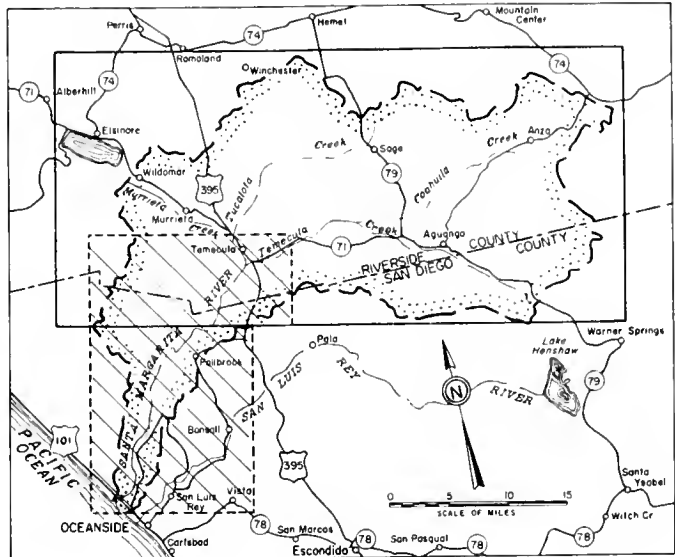 Perris
Hemel
Mountain
Center
74
74
Romoland
Winchester
74
74
71
Alberhill
Elsinore
Sage
Creek
Creek
Anza
79
Coahuila
Wildomar
395
Tucalota
Murrieta
Murrieta
Creek
Creek
Temecula
Temecula
71
Aguanga
COUNTY
COUNTY
RIVERSIDE
SAN DIEGO
SANTA MARGARITA RIVER
Pala
Fallbrook
SAN LUIS REY RIVER
Warner Springs
Lake
Henshaw
79
N
Bonsall
101
PACIFIC
OCEAN
395
0 5 10 15
SCALE OF MILES
Santa
Ysabel
San Luis
Rey
Vista
OCEANSIDE
78
San Marcos
78
San Pasqual
78
Witch Cr
Carlsbad
Escondido